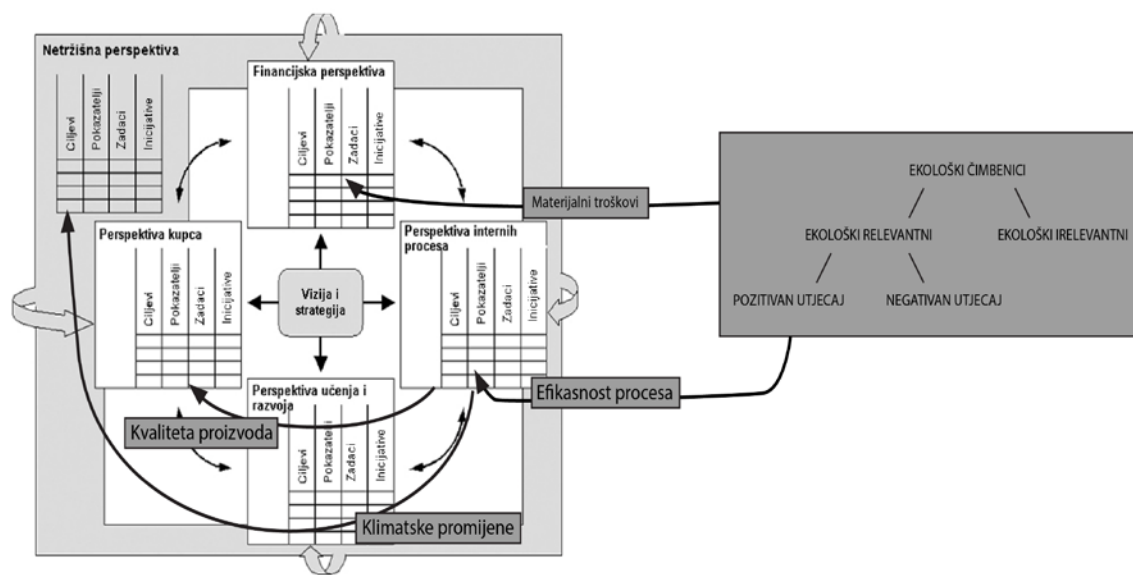 Netržišna perspektiva
Ciljevi
Pokazatelji
Zadaci
Inicijative
Financijska perspektiva
Ciljevi
Pokazatelji
Zadaci
Inicijative
Materijalni troškovi
EKOLOŠKI ČIMBENICI
EKOLOŠKI RELEVANTNI
EKOLOŠKI IRELEVANTNI
POZITIVAN UTJECAJ
NEGATIVAN UTJECAJ
Perspektiva kupca
Ciljevi
Pokazatelji
Zadaci
Inicijative
Vizija i
strategija
Perspektiva internih
procesa
Ciljevi
Pokazatelji
Zadaci
Inicijative
Efikasnost procesa
Perspektiva učenja i
razvoja
Ciljevi
Pokazatelji
Zadaci
Inicijative
Kvaliteta proizvoda
Klimatske promijene